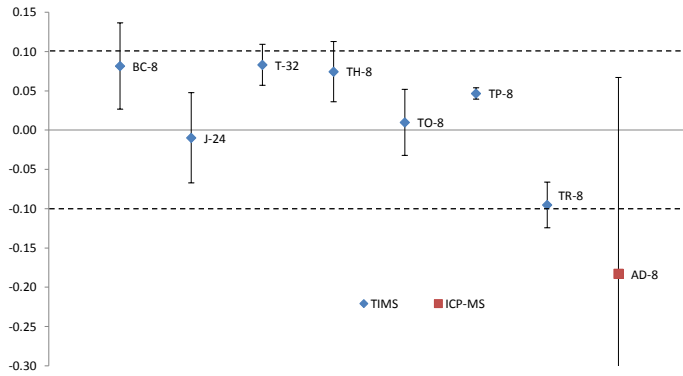 0.15
0.10
0.05
0.00
-0.05
-0.10
-0.15
-0.20
-0.25
-0.30
BC-8
J-24
T-32
TH-8
TO-8
TP-8
TR-8
AD-8
TIMS
ICP-MS